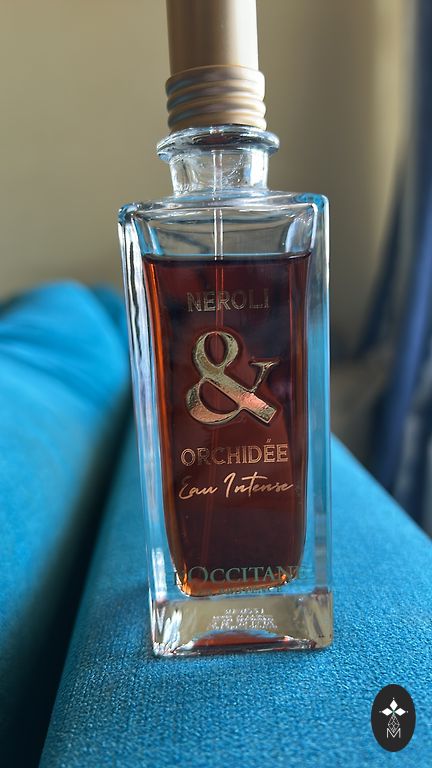 NEROLI
&
ORCHIDÉE
Eau Intense
L'OCCITANE
M